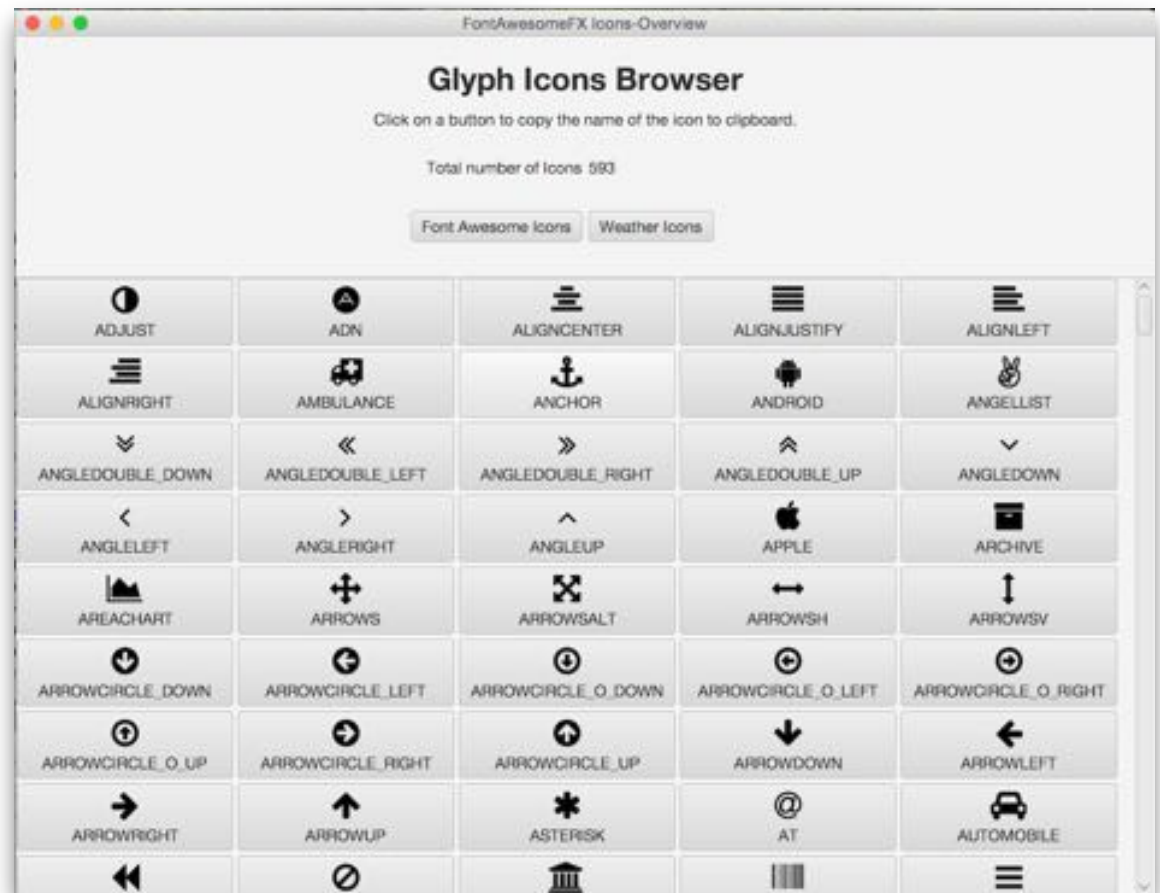 FontAwesomeFX Icons-Overview
Glyph Icons Browser
Click on a button to copy the name of the icon to clipboard.
Total number of Icons 593
Font Awesome Icons Weather Icons
ADJUST ADN ALIGNCENTER ALIGNJUSTIFY ALIGNLEFT
ALIGNRIGHT AMBULANCE ANCHOR ANDROID ANGELLIST
ANGLEDOUBLE_DOWN ANGLEDOUBLE_LEFT ANGLEDOUBLE_RIGHT ANGLEDOUBLE_UP ANGLEDOWN
ANGLELEFT ANGLERIGHT ANGLEUP APPLE ARCHIVE
AREACHART ARROWS ARROWSALT ARROWSH ARROWSV
ARROWCIRCLE_DOWN ARROWCIRCLE_LEFT ARROWCIRCLE_O_DOWN ARROWCIRCLE_O_LEFT ARROWCIRCLE_O_RIGHT
ARROWCIRCLE_O_UP ARROWCIRCLE_RIGHT ARROWCIRCLE_UP ARROWDOWN ARROWLEFT
ARROWRIGHT ARROWUP ASTERISK AT AUTOMOBILE